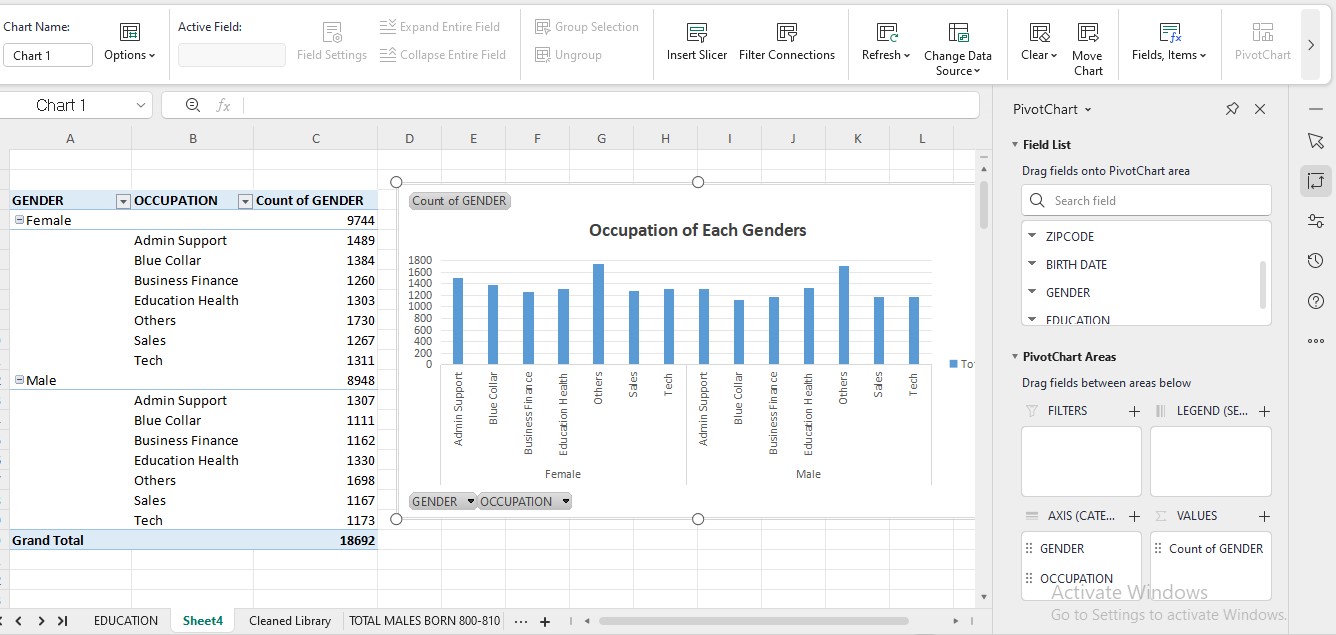 Chart Name:
Chart 1
Options
Active Field:
Field Settings
Expand Entire Field
Collapse Entire Field
Group Selection
Ungroup
Insert Slicer
Filter Connections
Refresh
Change Data
Source
Clear
Move
Chart
Fields, Items
PivotChart
Chart 1
fx
A B C D E F G H I J K L
GENDER OCCUPATION Count of GENDER
Female 9744
Admin Support 1489
Blue Collar 1384
Business Finance 1260
Education Health 1303
Others 1730
Sales 1267
Tech 1311
Male 8948
Admin Support 1307
Blue Collar 1111
Business Finance 1162
Education Health 1330
Others 1698
Sales 1167
Tech 1173
Grand Total 18692
Count of GENDER
Occupation of Each Genders
1800
1600
1400
1200
1000
800
600
400
200
0
Admin Support
Blue Collar
Business Finance
Education Health
Others
Sales
Tech
Admin Support
Blue Collar
Business Finance
Education Health
Others
Sales
Tech
Female
Male
To
GENDER
OCCUPATION
PivotChart
Field List
Drag fields onto PivotChart area
Search field
ZIPCODE
BIRTH DATE
GENDER
EDUCATION
PivotChart Areas
Drag fields between areas below
FILTERS
LEGEND (SE...
AXIS (CATE...
VALUES
GENDER
OCCUPATION
Count of GENDER
Activate Windows
Go to Settings to activate Windows.
EDUCATION
Sheet4
Cleaned Library
TOTAL MALES BORN 800-810